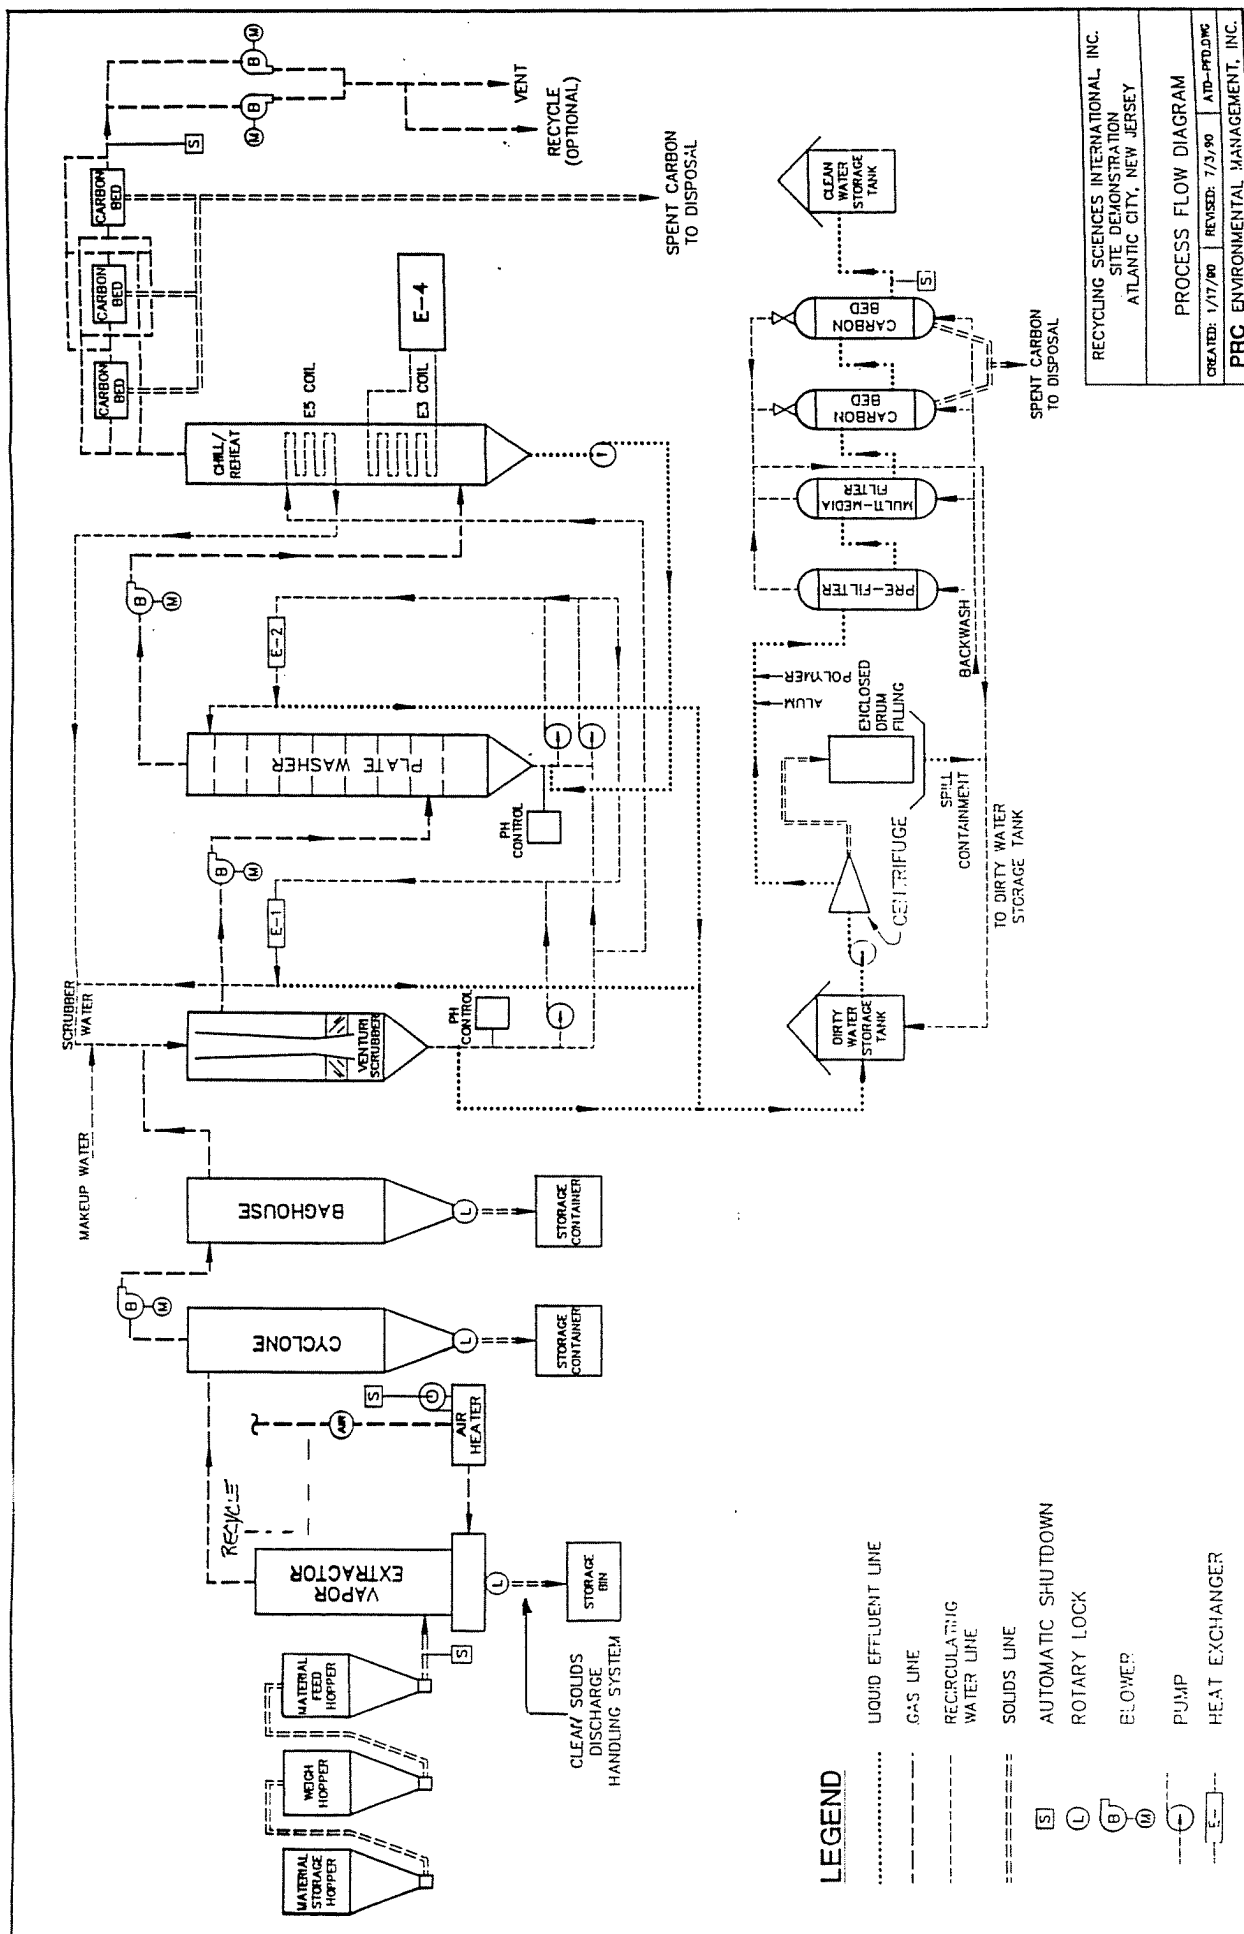 MATERIAL
STORAGE
HOPPER
WEIGH
HOPPER
MATERIAL
FEED
HOPPER
S
RECYCLE
VAPOR
EXTRACTOR
L
STORAGE
BIN
CLEAN SOLIDS
DISCHARGE
HANDLING SYSTEM
AIR
S
AIR
HEATER
CYCLONE
B
M
L
STORAGE
CONTAINER
BAGHOUSE
L
STORAGE
CONTAINER
MAKEUP WATER
SCRUBBER
WATER
VENTURI
SCRUBBER
PH
CONTROL
E-1
B
M
PLATE WASHER
PH
CONTROL
E-2
B
M
CHILL/
REHEAT
E5 COIL
E3 COIL
E-4
CARBON
BED
CARBON
BED
CARBON
BED
S
B
M
B
M
VENT
RECYCLE
(OPTIONAL)
SPENT CARBON
TO DISPOSAL
DIRTY
WATER
STORAGE
TANK
CENTRIFUGE
ENCLOSED
DRUM
FILLING
SPILL
CONTAINMENT
TO DIRTY WATER
STORAGE TANK
ALUM
POLYMER
BACKWASH
PRE-FILTER
MULTI-MEDIA
FILTER
CARBON
BED
CARBON
BED
S
SPENT CARBON
TO DISPOSAL
CLEAN
WATER
STORAGE
TANK
LEGEND
LIQUID EFFLUENT LINE
GAS LINE
RECIRCULATING
WATER LINE
SOLIDS LINE
S AUTOMATIC SHUTDOWN
L ROTARY LOCK
B M BLOWER
PUMP
E- HEAT EXCHANGER
RECYCLING SCIENCES INTERNATIONAL, INC.
SITE DEMONSTRATION
ATLANTIC CITY, NEW JERSEY
PROCESS FLOW DIAGRAM
CREATED: 1/17/90 REVISED: 7/3/90 ATD-PFD.DWG
PRC ENVIRONMENTAL MANAGEMENT, INC.